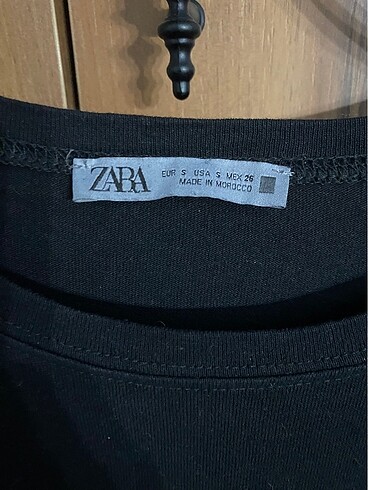 ZARA
EUR S USA S MEX 26
MADE IN MOROCCO